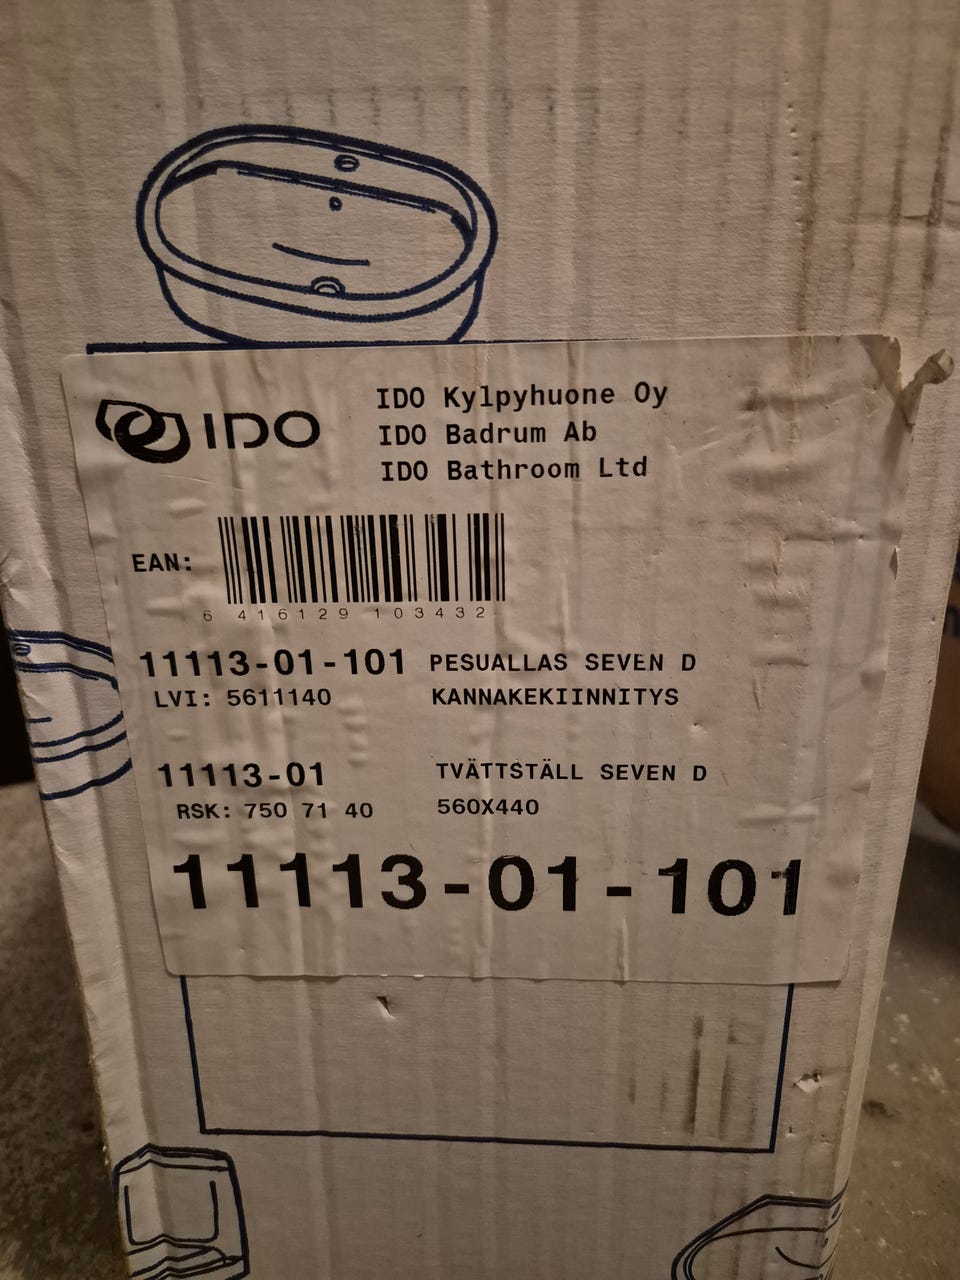 IDO
IDO Kylpyhuone Oy
IDO Badrum Ab
IDO Bathroom Ltd
EAN:
6 416129 103432
11113-01-101 PESUALLAS SEVEN D
LVI: 5611140 KANNAKEKIINNITYS
11113-01 TVÄTTSTÄLL SEVEN D
RSK: 750 71 40 560X440
11113-01-101